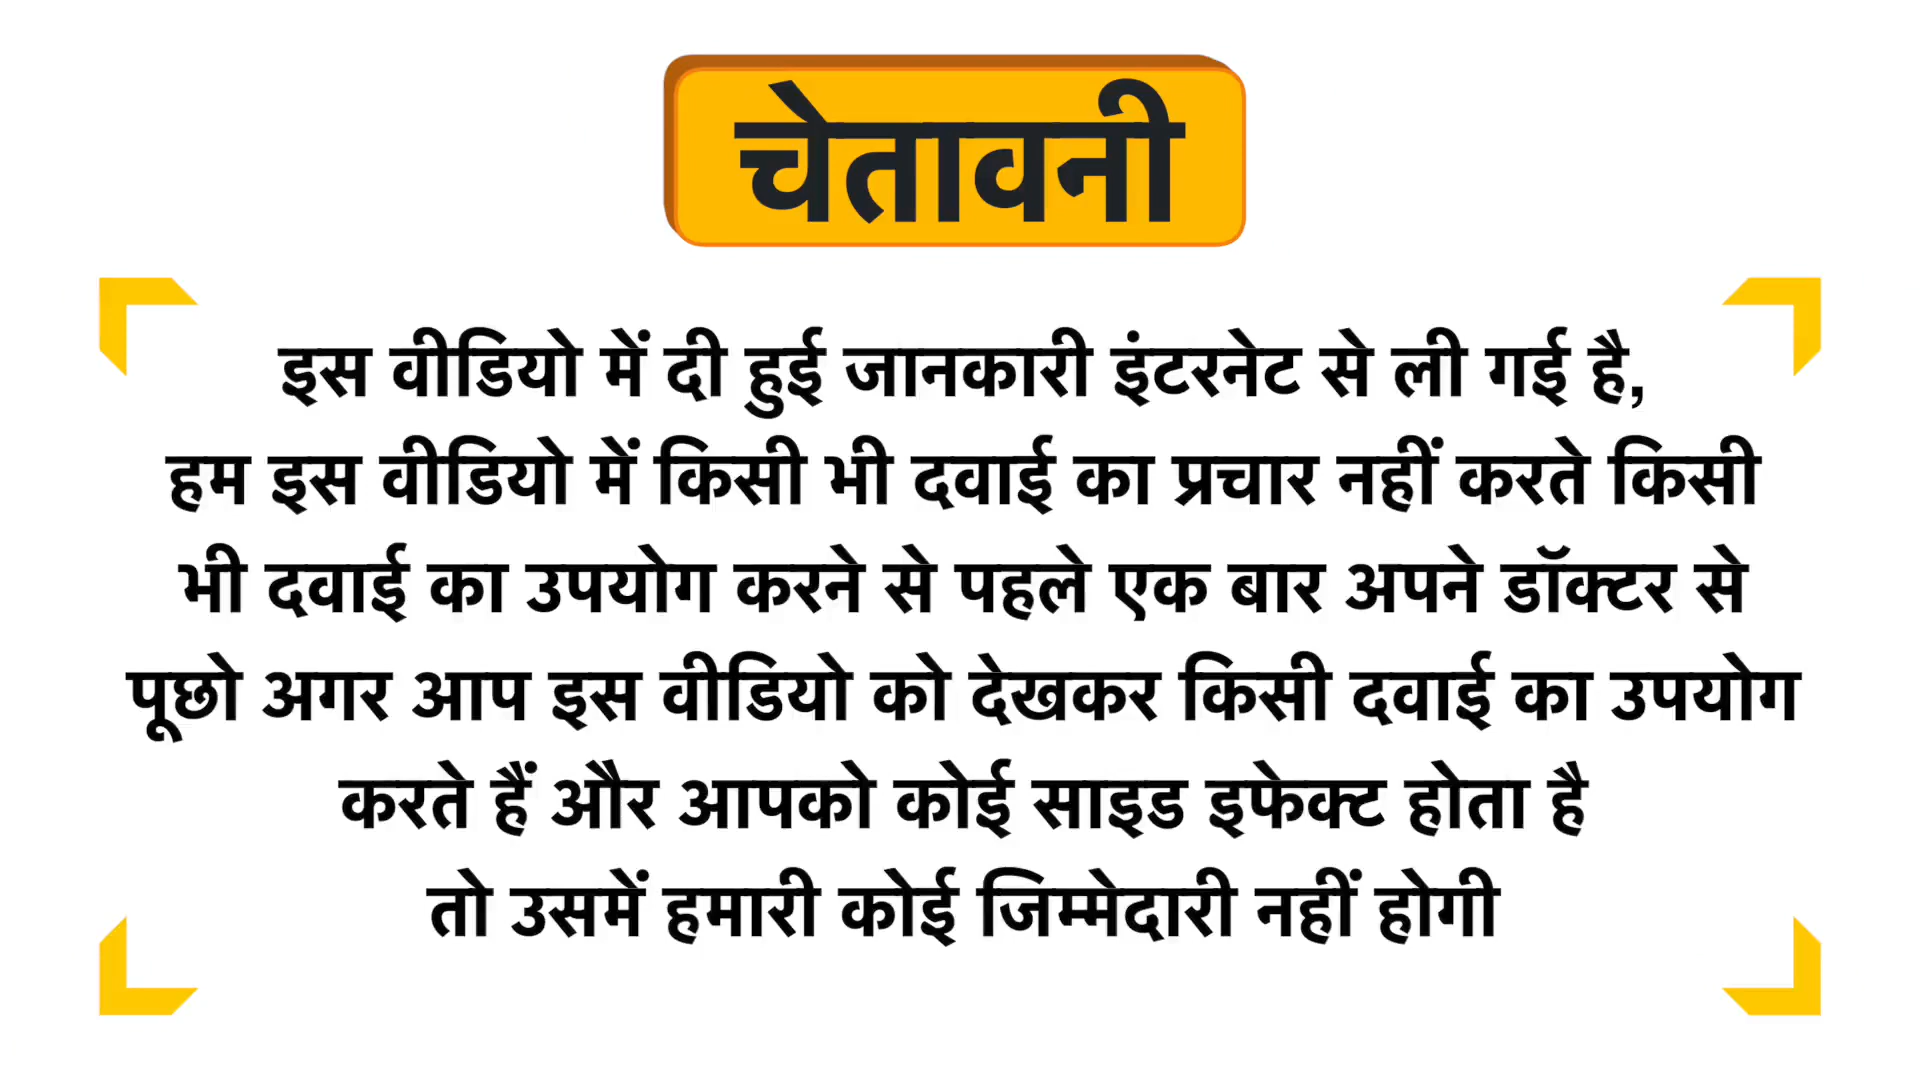 चेतावनी
इस वीडियो में दी हुई जानकारी इंटरनेट से ली गई है,
हम इस वीडियो में किसी भी दवाई का प्रचार नहीं करते किसी
भी दवाई का उपयोग करने से पहले एक बार अपने डॉक्टर से
पूछो अगर आप इस वीडियो को देखकर किसी दवाई का उपयोग
करते हैं और आपको कोई साइड इफेक्ट होता है
तो उसमें हमारी कोई जिम्मेदारी नहीं होगी